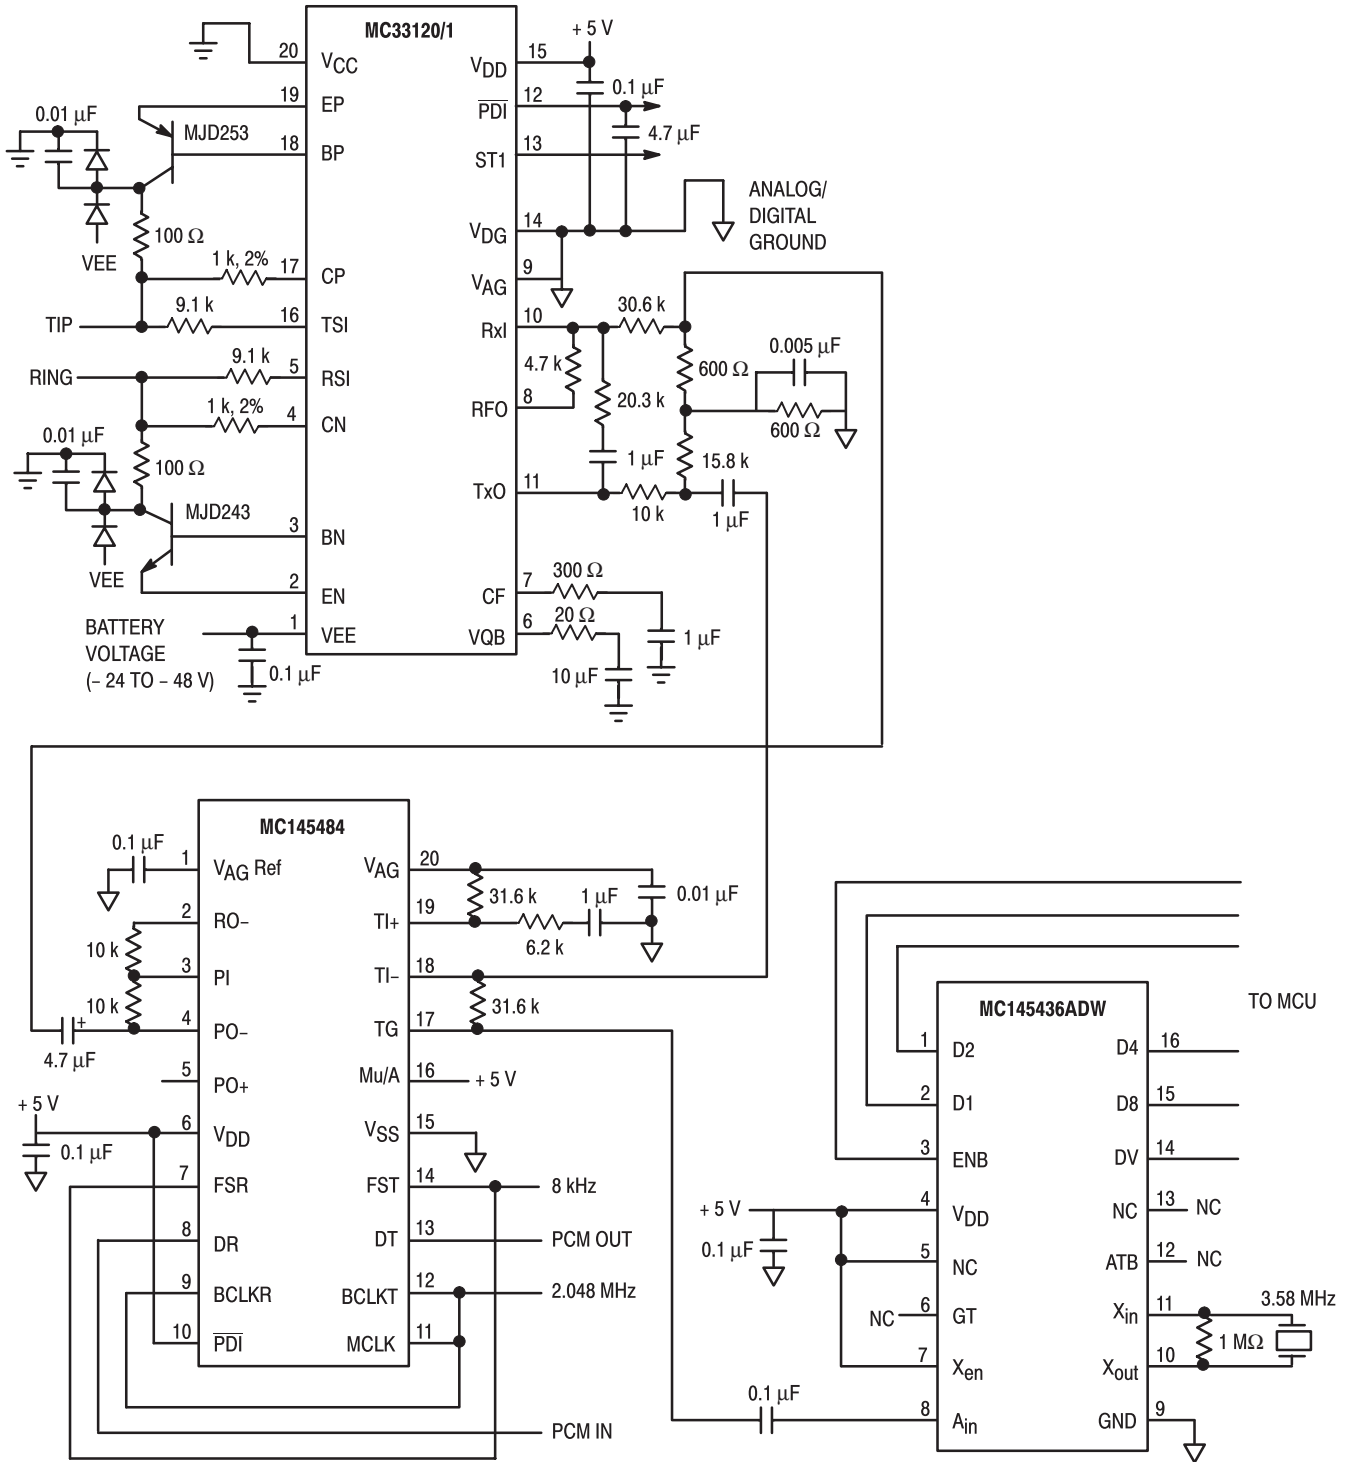 MC33120/1
20
VCC
19
EP
18
BP
17
CP
16
TSI
5
RSI
4
CN
3
BN
2
EN
1
VEE
VDD
15
PDI
12
ST1
13
VDG
14
VAG
9
RxI
10
RFO
8
TxO
11
CF
7
VQB
6
0.01 µF
MJD253
VEE
100 Ω
1 k, 2%
TIP
9.1 k
RING
9.1 k
1 k, 2%
0.01 µF
100 Ω
MJD243
VEE
BATTERY
VOLTAGE
(– 24 TO – 48 V)
0.1 µF
+ 5 V
0.1 µF
4.7 µF
ANALOG/
DIGITAL
GROUND
30.6 k
4.7 k
20.3 k
1 µF
600 Ω
0.005 µF
600 Ω
15.8 k
10 k
1 µF
300 Ω
20 Ω
1 µF
10 µF
MC145484
1
VAG Ref
2
RO–
3
PI
4
PO–
5
PO+
6
VDD
7
FSR
8
DR
9
BCLKR
10
PDI
VAG
20
TI+
19
TI–
18
TG
17
Mu/A
16
VSS
15
FST
14
DT
13
BCLKT
12
MCLK
11
0.1 µF
10 k
10 k
+
4.7 µF
+ 5 V
0.1 µF
31.6 k
1 µF
0.01 µF
6.2 k
31.6 k
+ 5 V
8 kHz
PCM OUT
2.048 MHz
PCM IN
MC145436ADW
1
D2
2
D1
3
ENB
4
VDD
5
NC
6
GT
7
Xen
8
Ain
D4
16
D8
15
DV
14
NC
13
NC
ATB
12
NC
Xin
11
Xout
10
GND
9
TO MCU
+ 5 V
0.1 µF
NC
0.1 µF
3.58 MHz
1 MΩ